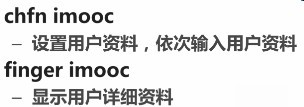 chfn imooc
– 设置用户资料，依次输入用户资料
finger imooc
– 显示用户详细资料